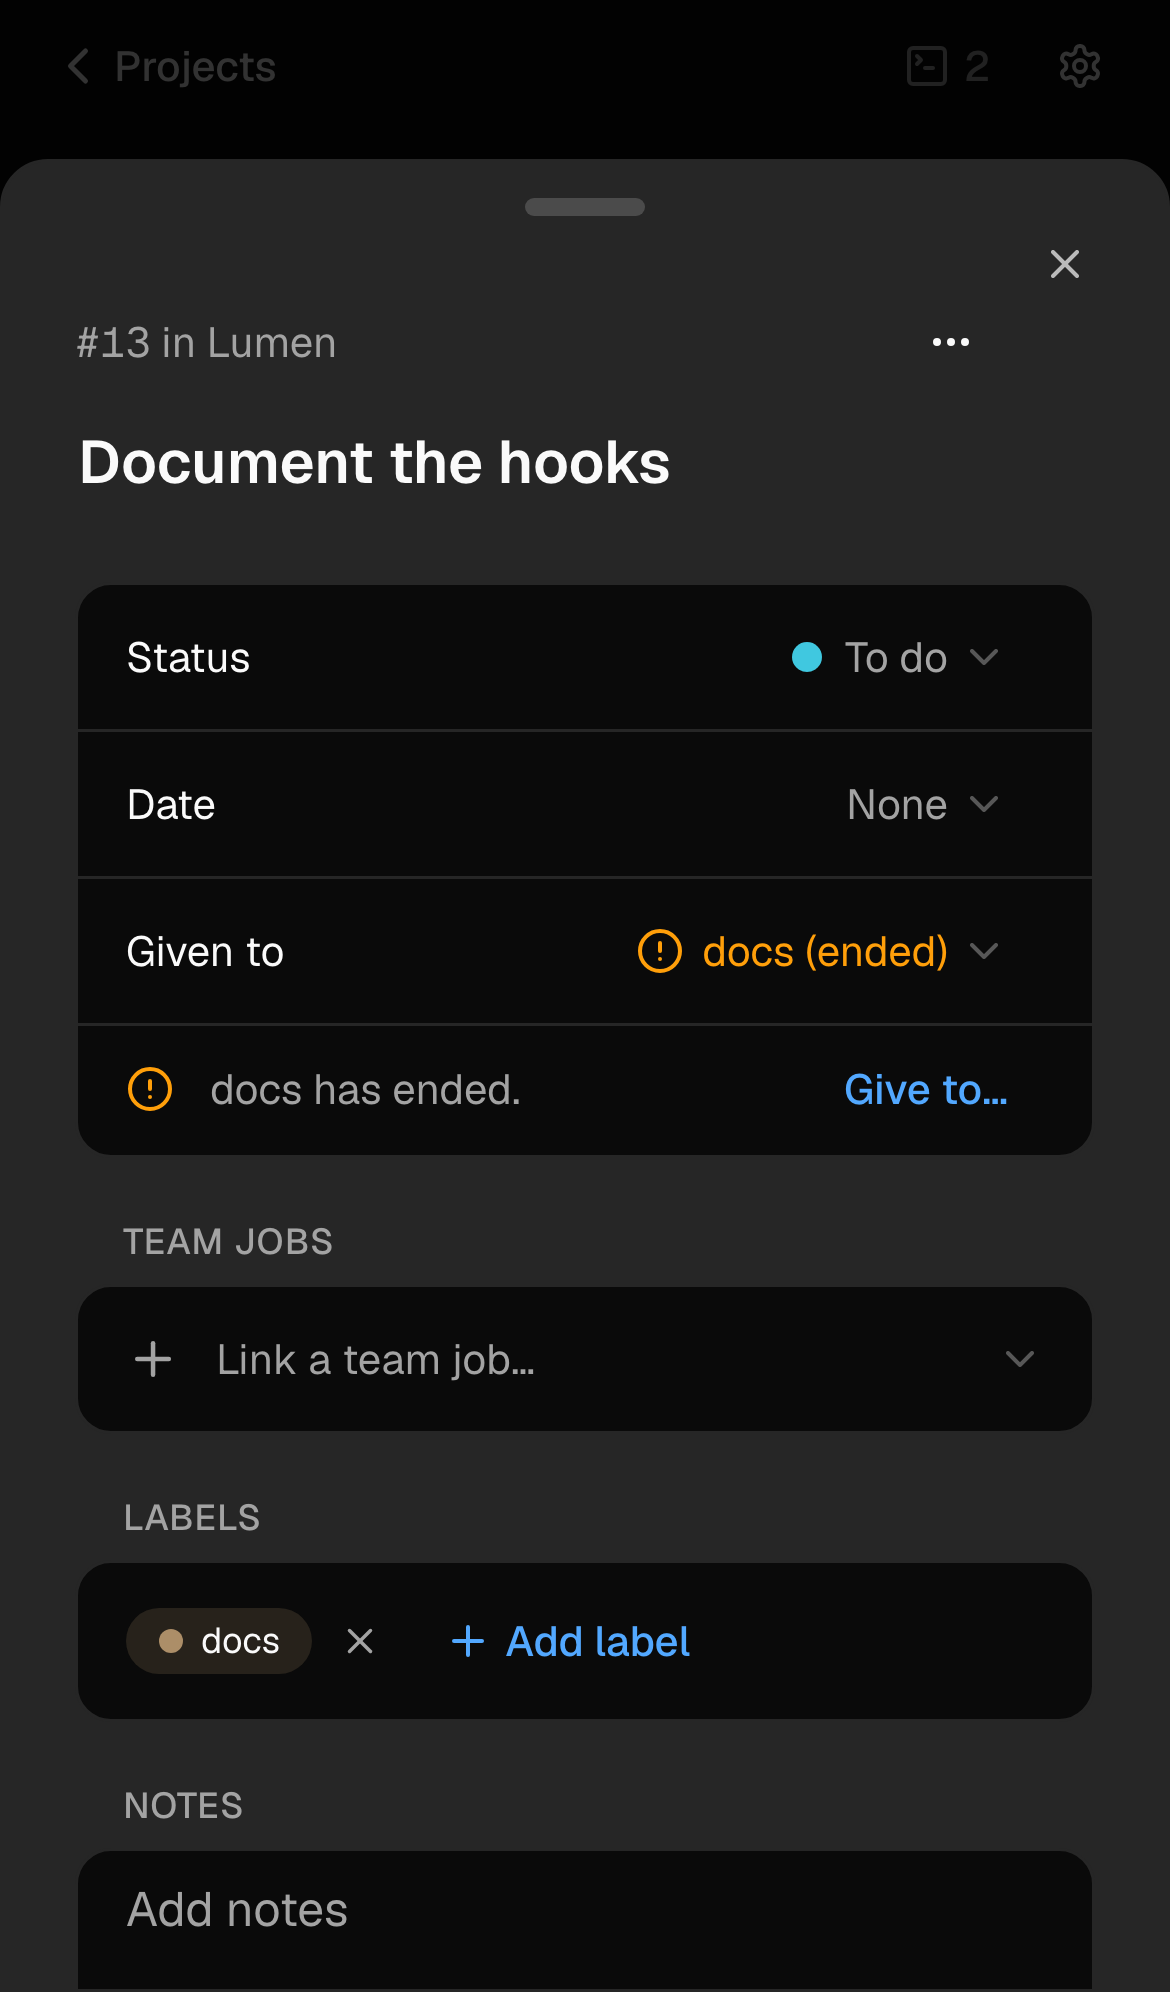 Projects
2
#13 in Lumen
Document the hooks
Status
To do
Date
None
Given to
docs (ended)
docs has ended.
Give to...
TEAM JOBS
Link a team job...
LABELS
docs
Add label
NOTES
Add notes